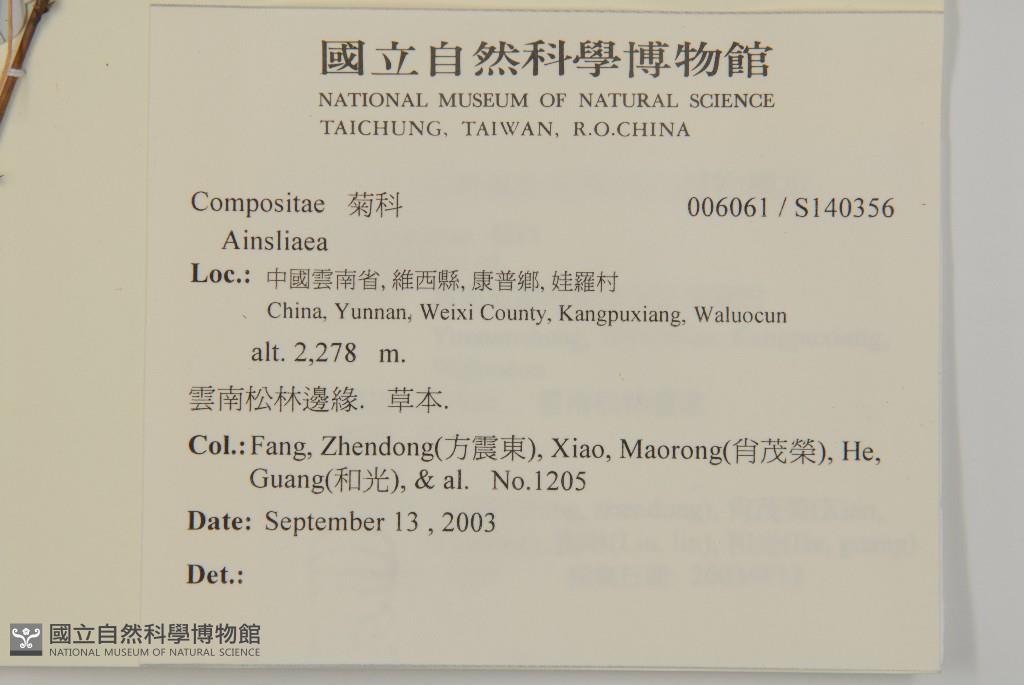 國立自然科學博物館
NATIONAL MUSEUM OF NATURAL SCIENCE
TAICHUNG, TAIWAN, R.O.CHINA
Compositae 菊科 006061 / S140356
Ainsliaea
Loc.: 中國雲南省, 維西縣, 康普鄉, 娃羅村
China, Yunnan, Weixi County, Kangpuxiang, Waluocun
alt. 2,278 m.
雲南松林邊緣. 草本.
Col.: Fang, Zhendong(方震東), Xiao, Maorong(肖茂榮), He,
Guang(和光), & al. No.1205
Date: September 13 , 2003
Det.:
國立自然科學博物館
NATIONAL MUSEUM OF NATURAL SCIENCE